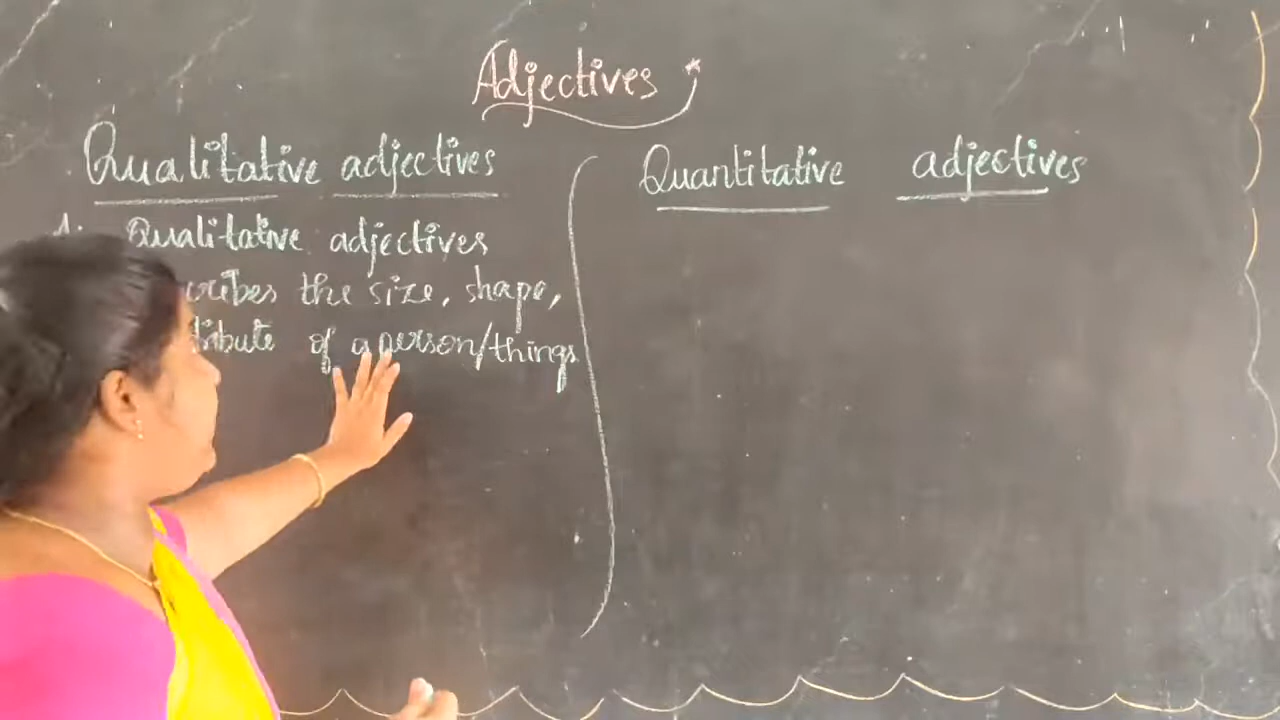 Adjectives
Qualitative adjectives
Quantitative adjectives
Qualitative adjectives
the size, shape,
of a person/things